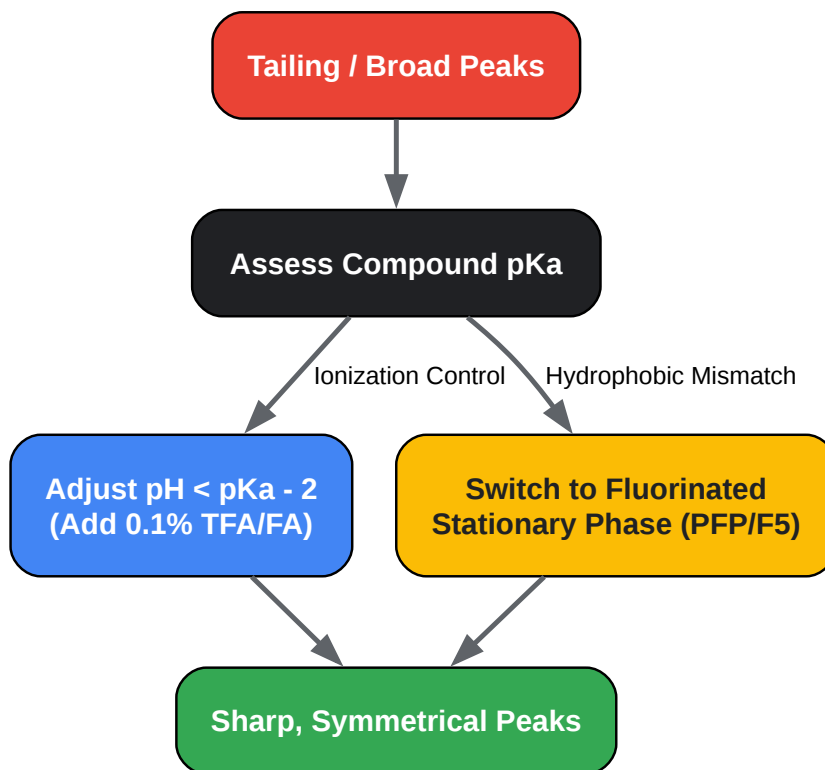 Tailing / Broad Peaks
Assess Compound pKa
Ionization Control
Hydrophobic Mismatch
Adjust pH < pKa - 2
(Add 0.1% TFA/FA)
Switch to Fluorinated
Stationary Phase (PFP/F5)
Sharp, Symmetrical Peaks